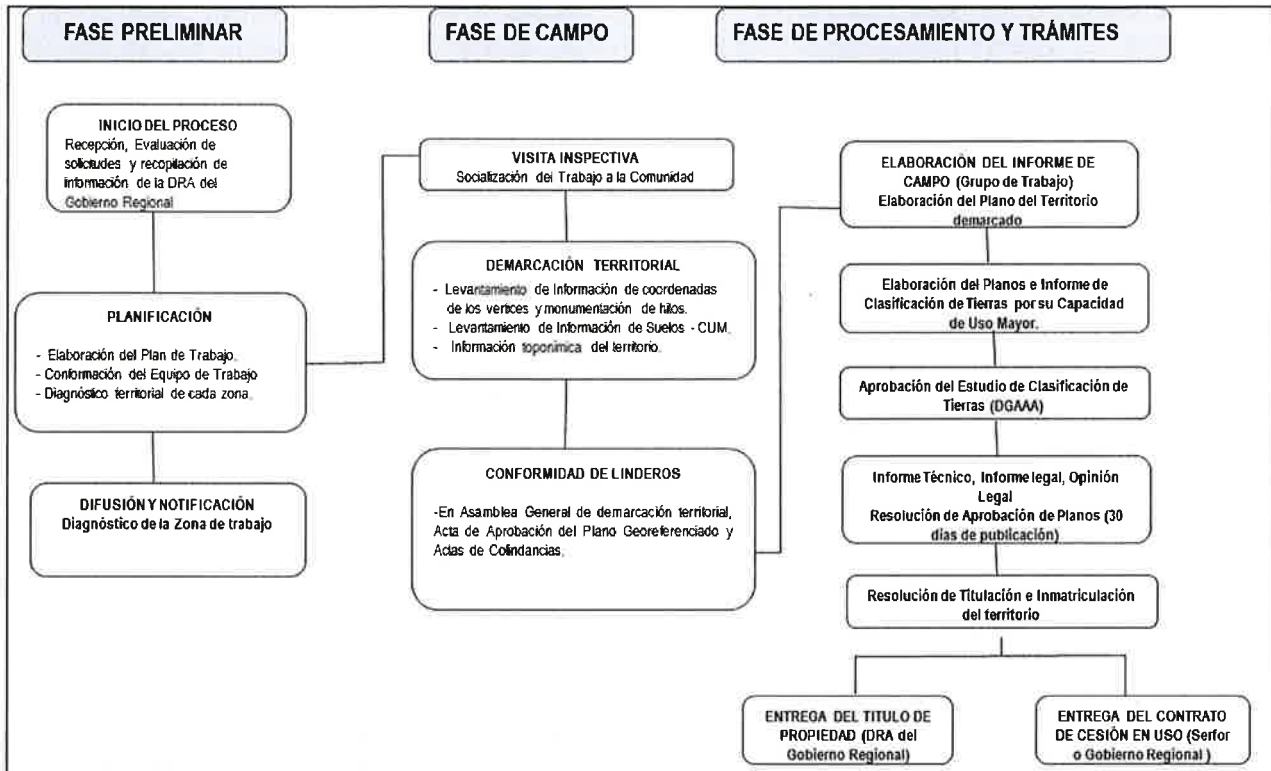 FASE PRELIMINAR
INICIO DEL PROCESO
Recepción, Evaluación de
solicitudes y recopilación de
información de la DRA del
Gobierno Regional
PLANIFICACIÓN
- Elaboración del Plan de Trabajo.
- Conformación del Equipo de Trabajo
- Diagnóstico territorial de cada zona.
DIFUSIÓN Y NOTIFICACIÓN
Diagnóstico de la Zona de trabajo
FASE DE CAMPO
VISITA INSPECTIVA
Socialización del Trabajo a la Comunidad
DEMARCACIÓN TERRITORIAL
- Levantamiento de Información de coordenadas
de los vertices y monumentación de hitos.
- Levantamiento de Información de Suelos - CUM.
- Información toponímica del territorio.
CONFORMIDAD DE LINDEROS
-En Asamblea General de demarcación territorial,
Acta de Aprobación del Plano Georeferenciado y
Actas de Colindancias.
FASE DE PROCESAMIENTO Y TRÁMITES
ELABORACIÓN DEL INFORME DE
CAMPO (Grupo de Trabajo)
Elaboración del Plano del Territorio
demarcado
Elaboración del Planos e Informe de
Clasificación de Tierras por su Capacidad
de Uso Mayor.
Aprobación del Estudio de Clasificación de
Tierras (DGAAA)
Informe Técnico, Informe legal, Opinión
Legal
Resolución de Aprobación de Planos (30
días de publicación)
Resolución de Titulación e Inmatriculación
del territorio
ENTREGA DEL TITULO DE
PROPIEDAD (DRA del
Gobierno Regional)
ENTREGA DEL CONTRATO
DE CESIÓN EN USO (Serfor
o Gobierno Regional )